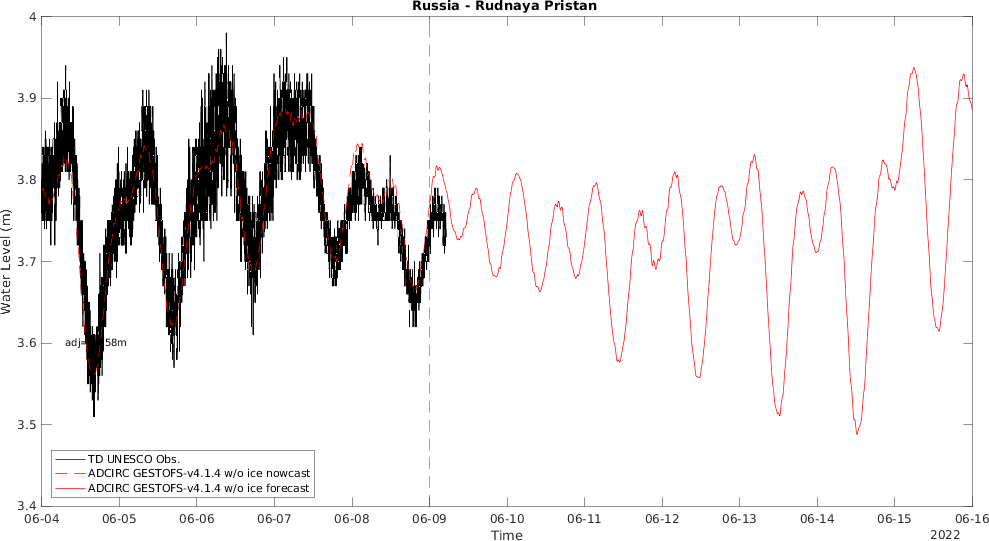 Russia - Rudnaya Pristan
4
3.9
3.8
3.7
3.6
3.5
3.4
Water Level (m)
adj= 58m
TD UNESCO Obs.
ADCIRC GESTOFS-v4.1.4 w/o ice nowcast
ADCIRC GESTOFS-v4.1.4 w/o ice forecast
06-04 06-05 06-06 06-07 06-08 06-09 06-10 06-11 06-12 06-13 06-14 06-15 06-16
Time
2022